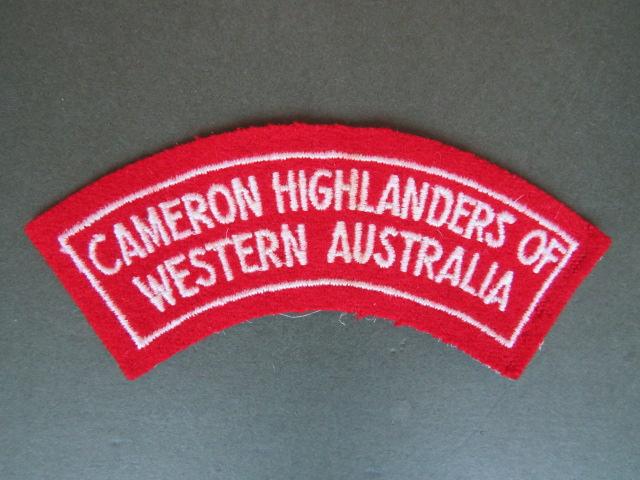 CAMERON HIGHLANDERS OF
WESTERN AUSTRALIA